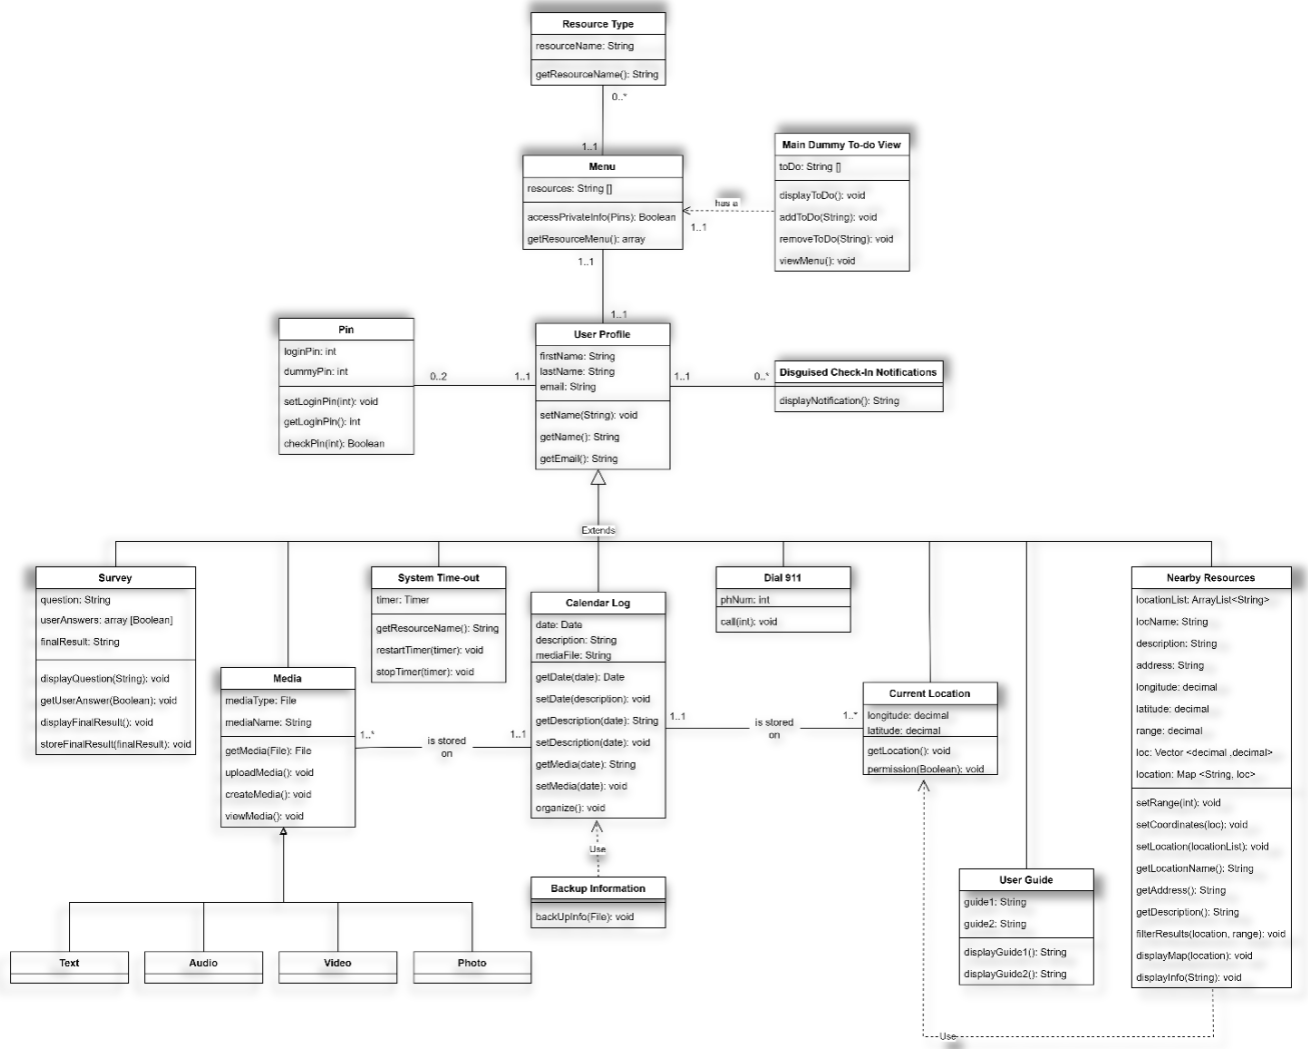 Resource Type
resourceName: String
getResourceName(): String
0..*
1..1
Menu
resources: String []
accessPrivateInfo(Pins): Boolean
getResourceMenu(): array
1..1
has a
1..1
Main Dummy To-do View
toDo: String []
displayToDo(): void
addToDo(String): void
removeToDo(String): void
viewMenu(): void
1..1
Pin
loginPin: int
dummyPin: int
setLoginPin(int): void
getLoginPin(): int
checkPin(int): Boolean
0..2
1..1
User Profile
firstName: String
lastName: String
email: String
setName(String): void
getName(): String
getEmail(): String
1..1
0..*
Disguised Check-In Notifications
displayNotification(): String
Extends
Survey
question: String
userAnswers: array [Boolean]
finalResult: String
displayQuestion(String): void
getUserAnswer(Boolean): void
displayFinalResult(): void
storeFinalResult(finalResult): void
Media
mediaType: File
mediaName: String
getMedia(File): File
uploadMedia(): void
createMedia(): void
viewMedia(): void
System Time-out
timer: Timer
getResourceName(): String
restartTimer(timer): void
stopTimer(timer): void
1..*
is stored
on
1..1
Calendar Log
date: Date
description: String
mediaFile: String
getDate(date): Date
setDate(description): void
getDescription(date): String
setDescription(date): void
getMedia(date): String
setMedia(date): void
organize(): void
1..1
is stored
on
1..*
Dial 911
phNum: int
call(int): void
Current Location
longitude: decimal
latitude: decimal
getLocation(): void
permission(Boolean): void
Nearby Resources
locationList: ArrayList<String>
locName: String
description: String
address: String
longitude: decimal
latitude: decimal
range: decimal
loc: Vector <decimal ,decimal>
location: Map <String, loc>
setRange(int): void
setCoordinates(loc): void
setLocation(locationList): void
getLocationName(): String
getAddress(): String
getDescription(): String
filterResults(location, range): void
displayMap(location): void
displayInfo(String): void
Use
Backup Information
backUpInfo(File): void
User Guide
guide1: String
guide2: String
displayGuide1(): String
displayGuide2(): String
Text
Audio
Video
Photo
Use